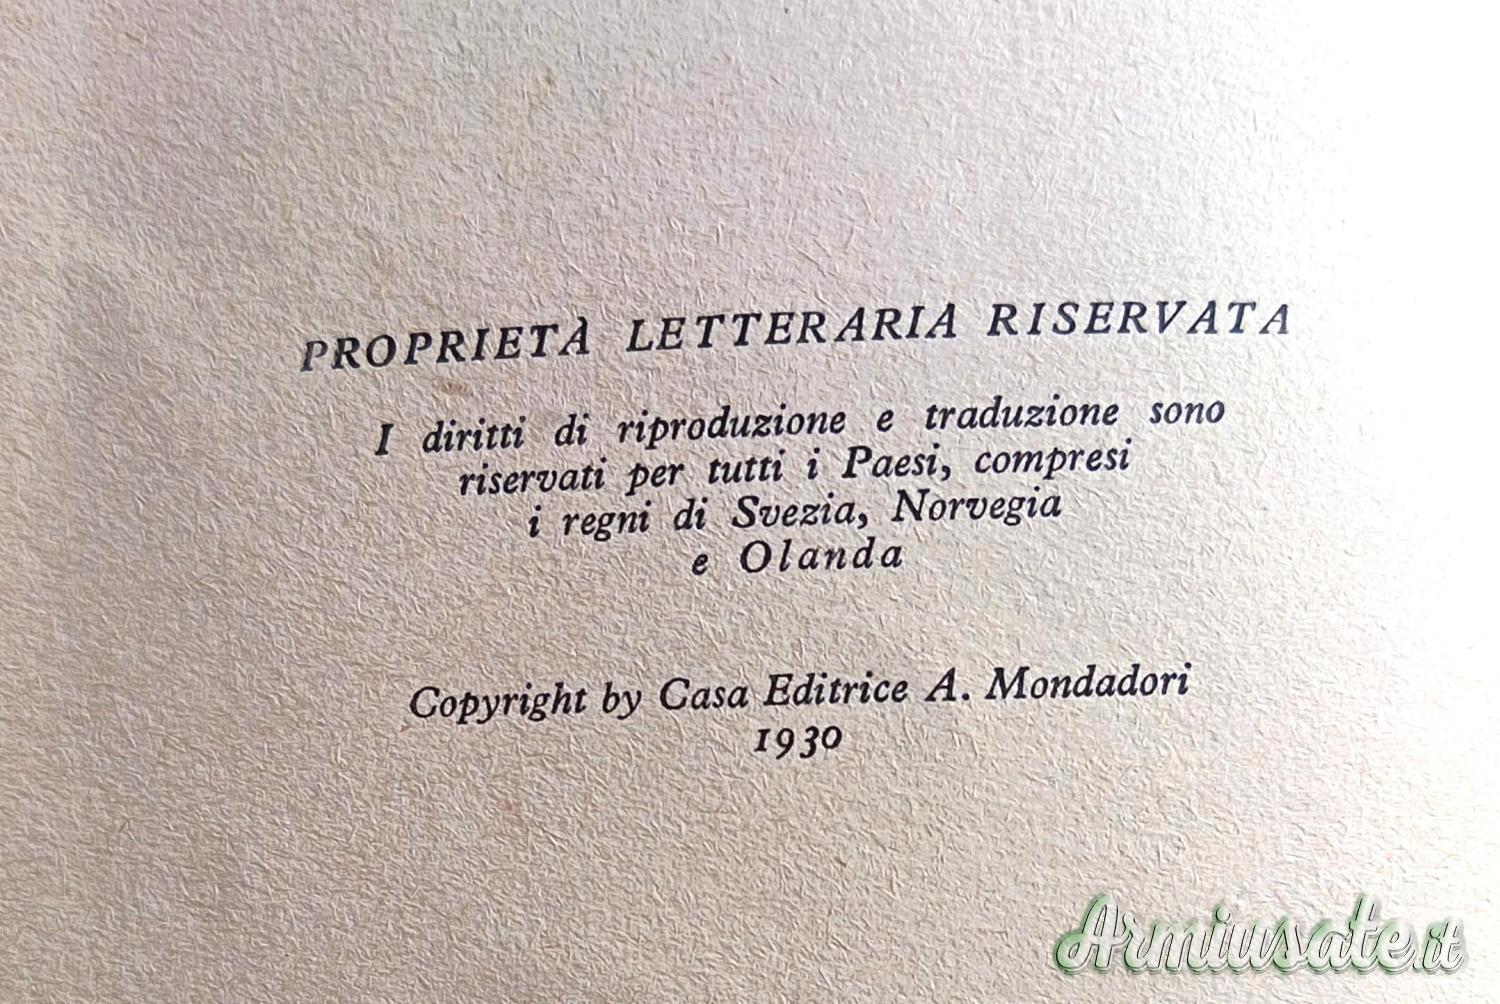 PROPRIETÀ LETTERARIA RISERVATA
I diritti di riproduzione e traduzione sono
riservati per tutti i Paesi, compresi
i regni di Svezia, Norvegia
e Olanda
Copyright by Casa Editrice A. Mondadori
1930
Armiusate.it